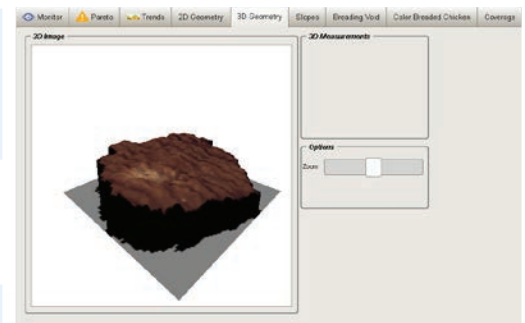 Monitor Pareto Trends 2D Geometry 3D Geometry Slopes Breading Void Color Breaded Chicken Coverage
3D Image
3D Measurements
Options
Zoom